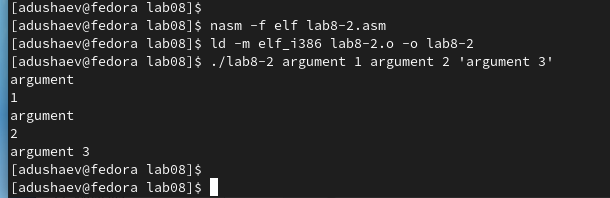 [adushaev@fedora lab08]$
[adushaev@fedora lab08]$ nasm -f elf lab8-2.asm
[adushaev@fedora lab08]$ ld -m elf_i386 lab8-2.o -o lab8-2
[adushaev@fedora lab08]$ ./lab8-2 argument 1 argument 2 'argument 3'
argument
1
argument
2
argument 3
[adushaev@fedora lab08]$
[adushaev@fedora lab08]$